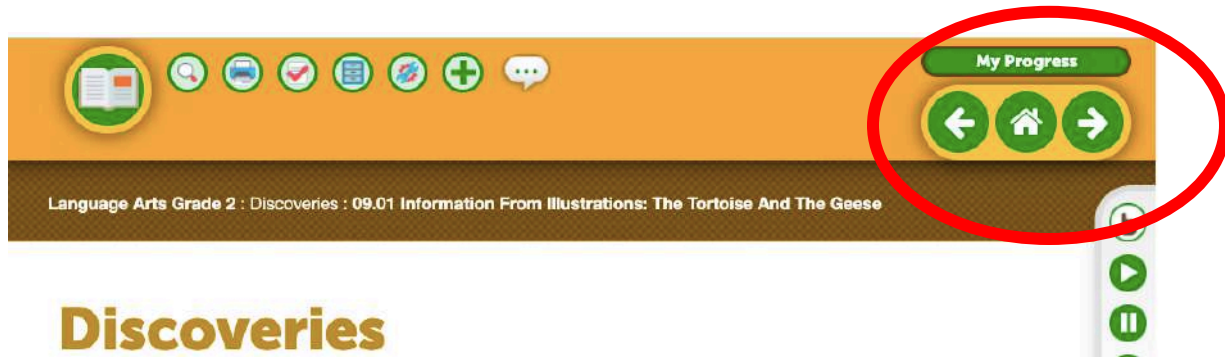 My Progress
Language Arts Grade 2 : Discoveries : 09.01 Information From Illustrations: The Tortoise And The Geese
Discoveries